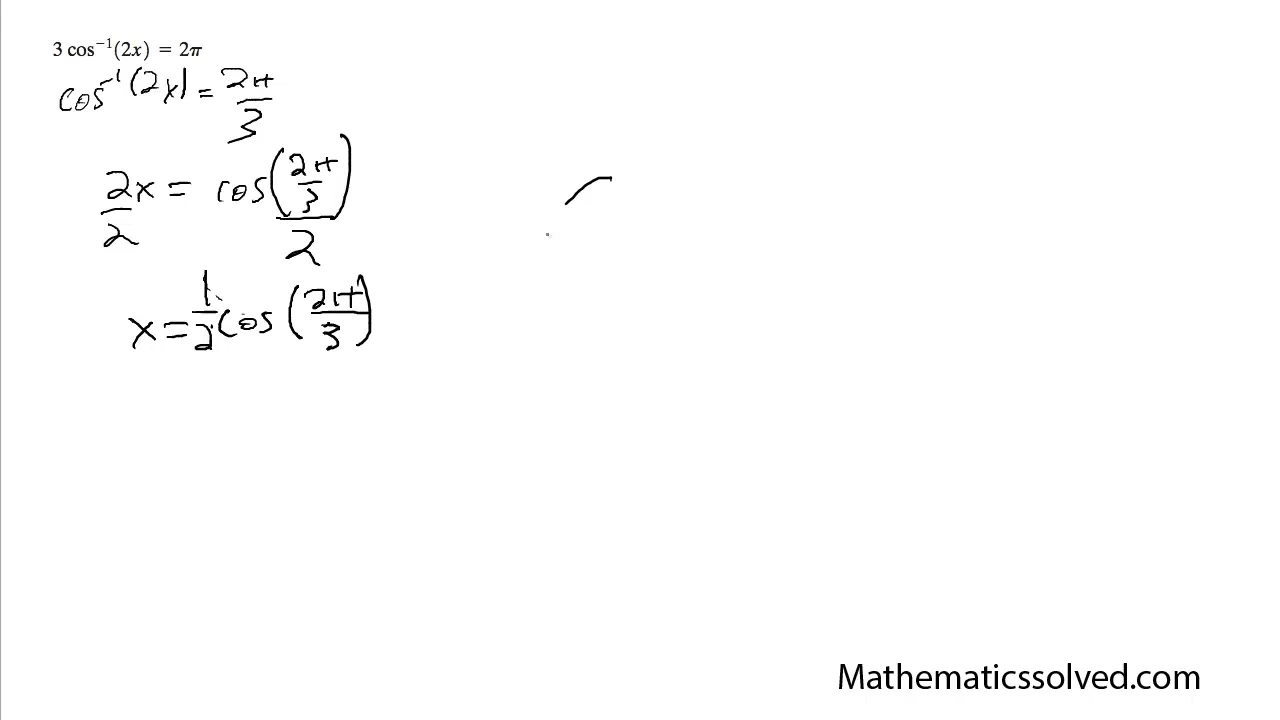 3 cos⁻¹(2x) = 2π
cos⁻¹(2x) = 2π/3
2x/2 = cos(2π/3)/2
x = 1/2 cos(2π/3)
Mathematicssolved.com